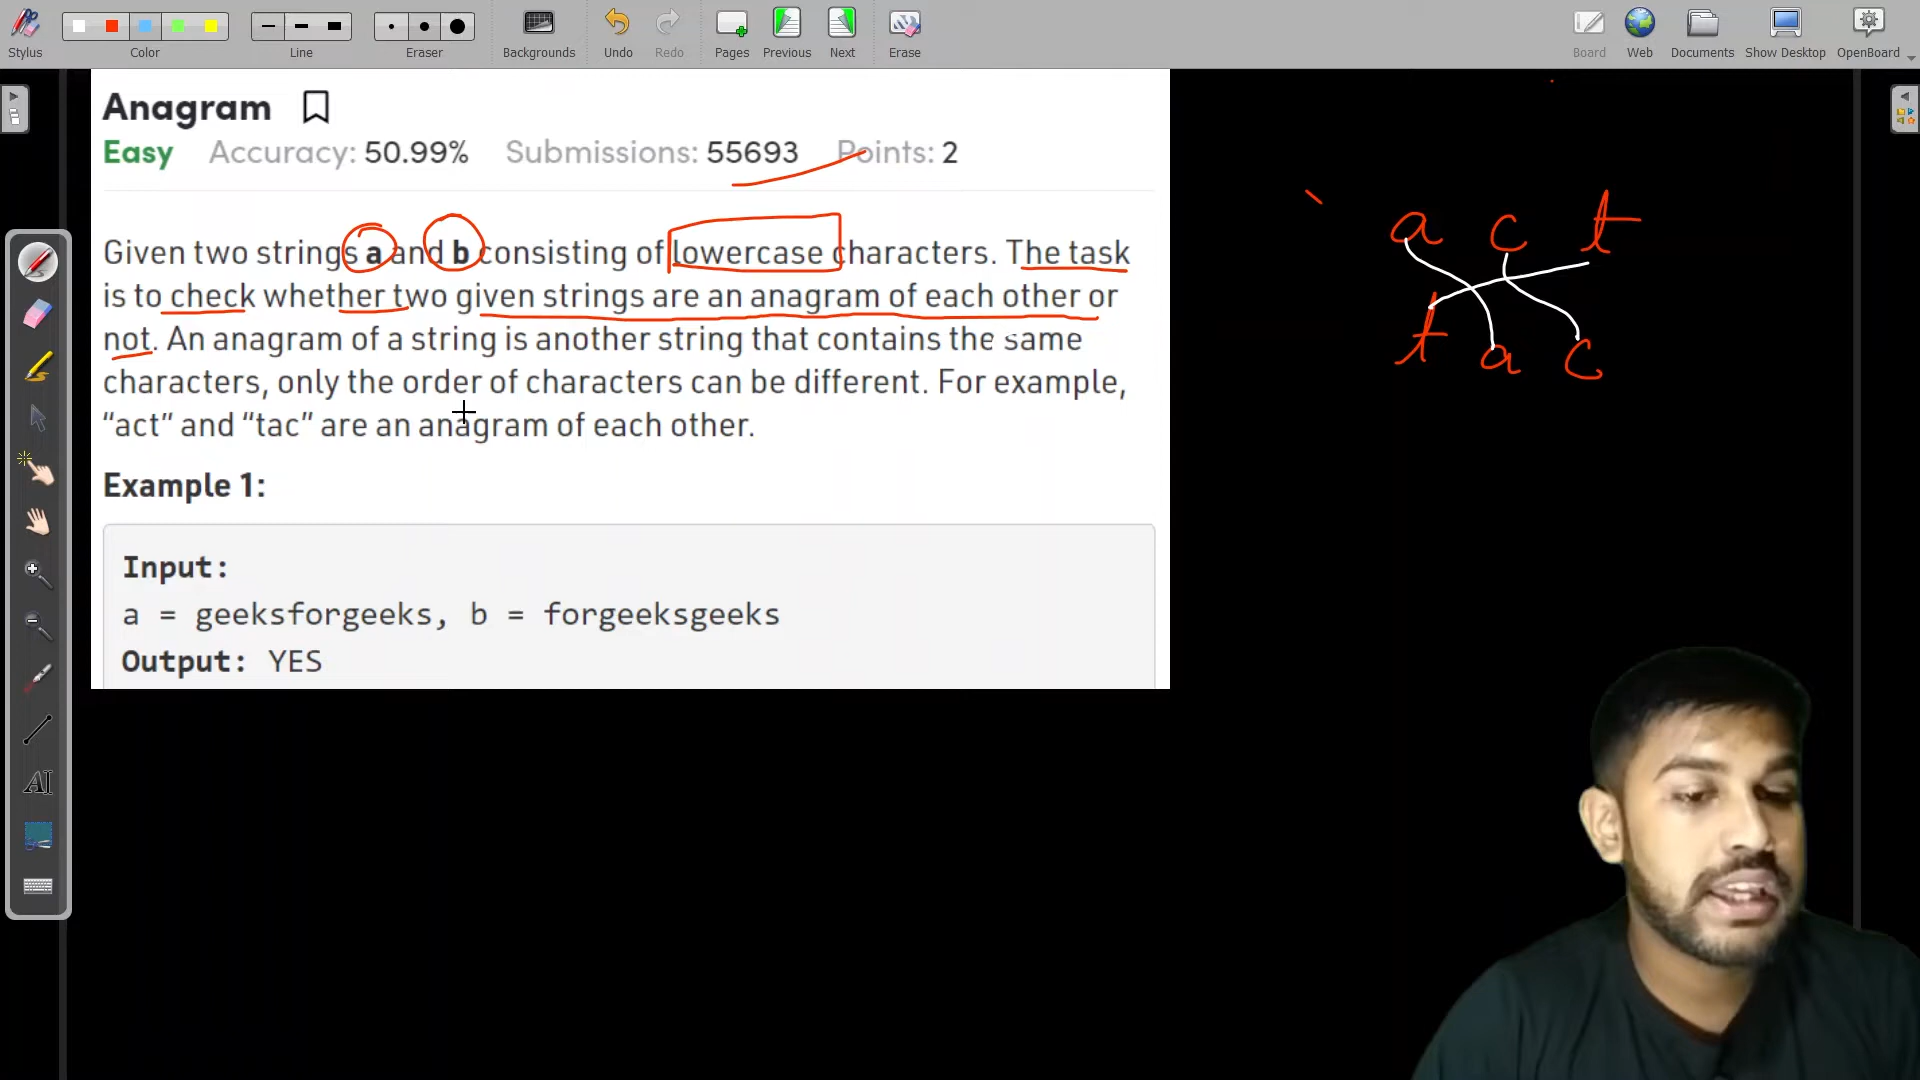 Stylus Color Line Eraser Backgrounds Undo Redo Pages Previous Next Erase Board Web Documents Show Desktop OpenBoard
Anagram
Easy Accuracy: 50.99% Submissions: 55693 Points: 2
Given two strings a and b consisting of lowercase characters. The task
is to check whether two given strings are an anagram of each other or
not. An anagram of a string is another string that contains the same
characters, only the order of characters can be different. For example,
“act” and “tac” are an anagram of each other.
Example 1:
Input:
a = geeksforgeeks, b = forgeeksgeeks
Output: YES
a c t
t a c
AI